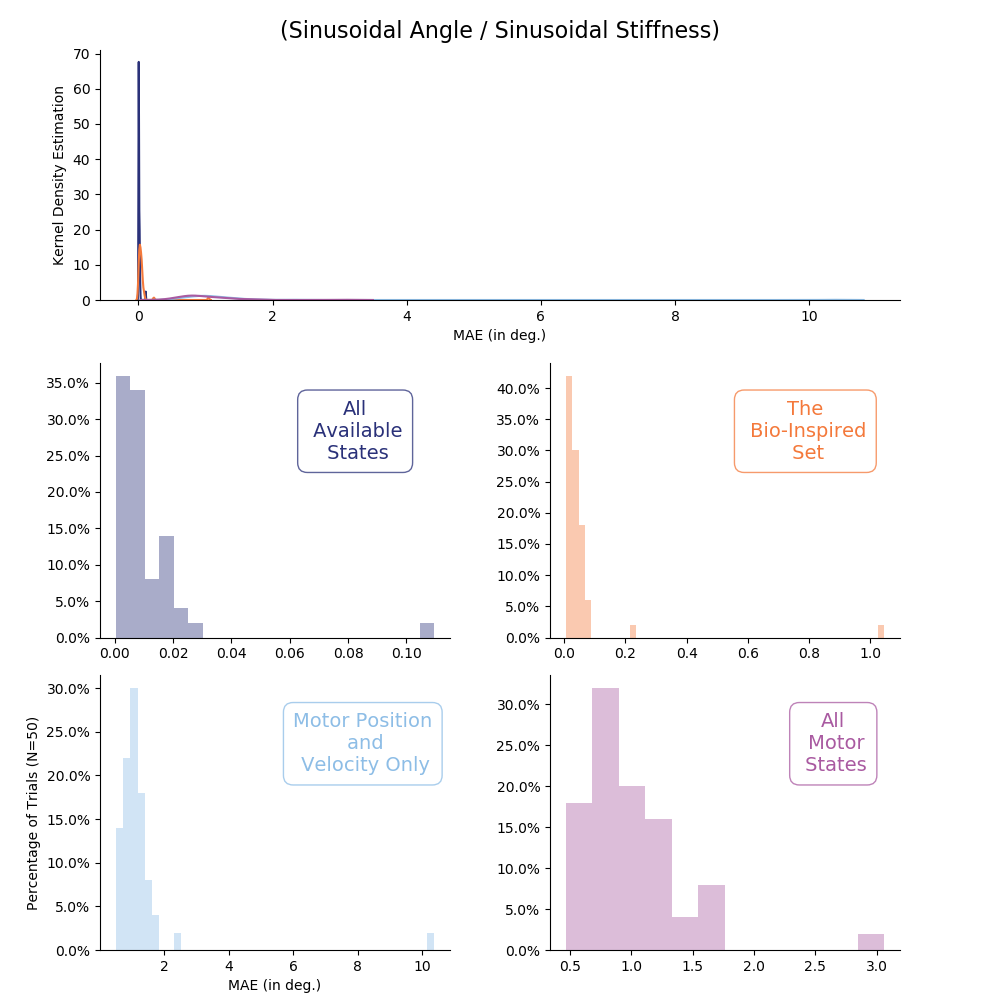 (Sinusoidal Angle / Sinusoidal Stiffness)
Kernel Density Estimation
70
60
50
40
30
20
10
0
0 2 4 6 8 10
MAE (in deg.)
All
Available
States
35.0%
30.0%
25.0%
20.0%
15.0%
10.0%
5.0%
0.0%
0.00 0.02 0.04 0.06 0.08 0.10
The
Bio-Inspired
Set
40.0%
35.0%
30.0%
25.0%
20.0%
15.0%
10.0%
5.0%
0.0%
0.0 0.2 0.4 0.6 0.8 1.0
Percentage of Trials (N=50)
Motor Position
and
Velocity Only
30.0%
25.0%
20.0%
15.0%
10.0%
5.0%
0.0%
2 4 6 8 10
MAE (in deg.)
All
Motor
States
30.0%
25.0%
20.0%
15.0%
10.0%
5.0%
0.0%
0.5 1.0 1.5 2.0 2.5 3.0